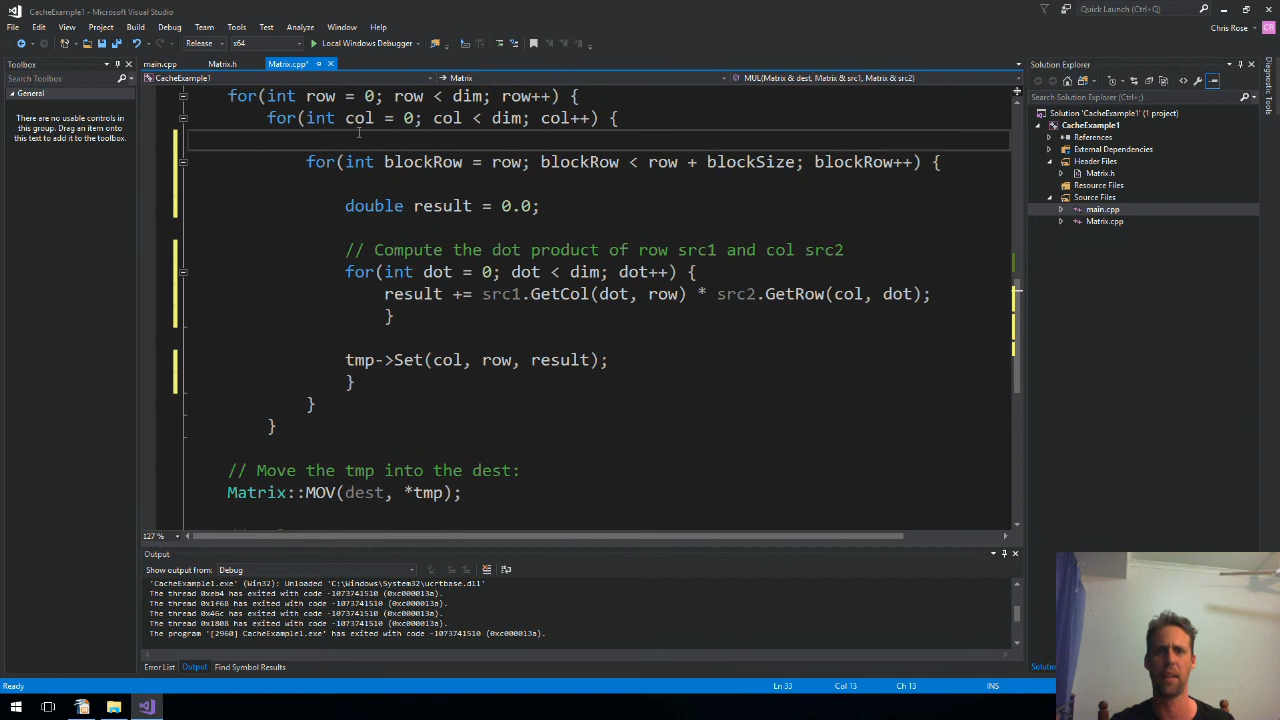 CacheExample1 - Microsoft Visual Studio
Quick Launch (Ctrl+Q)
File Edit View Project Build Debug Team Tools Test Analyze Window Help
Chris Rose CR
Release x64 Local Windows Debugger
Toolbox
Search Toolbox
General
There are no usable controls in
this group. Drag an item onto
this text to add it to the toolbox.
main.cpp Matrix.h Matrix.cpp*
CacheExample1 Matrix MUL(Matrix & dest, Matrix & src1, Matrix & src2)
for(int row = 0; row < dim; row++) {
for(int col = 0; col < dim; col++) {
for(int blockRow = row; blockRow < row + blockSize; blockRow++) {
double result = 0.0;
// Compute the dot product of row src1 and col src2
for(int dot = 0; dot < dim; dot++) {
result += src1.GetCol(dot, row) * src2.GetRow(col, dot);
}
tmp->Set(col, row, result);
}
}
}
// Move the tmp into the dest:
Matrix::MOV(dest, *tmp);
127 %
Output
Show output from: Debug
'CacheExample1.exe' (Win32): Unloaded 'C:\Windows\System32\ucrtbase.dll'
The thread 0xeb4 has exited with code -1073741510 (0xc000013a).
The thread 0x1f68 has exited with code -1073741510 (0xc000013a).
The thread 0x46c has exited with code -1073741510 (0xc000013a).
The thread 0x1808 has exited with code -1073741510 (0xc000013a).
The program '[2960] CacheExample1.exe' has exited with code -1073741510 (0xc000013a).
Error List Output Find Symbol Results
Solution Explorer
Search Solution Explorer (Ctrl+;)
Solution 'CacheExample1' (1 project)
CacheExample1
References
External Dependencies
Header Files
Matrix.h
Resource Files
Source Files
main.cpp
Matrix.cpp
Diagnostic Tools
Ready Ln 33 Col 13 Ch 13 INS